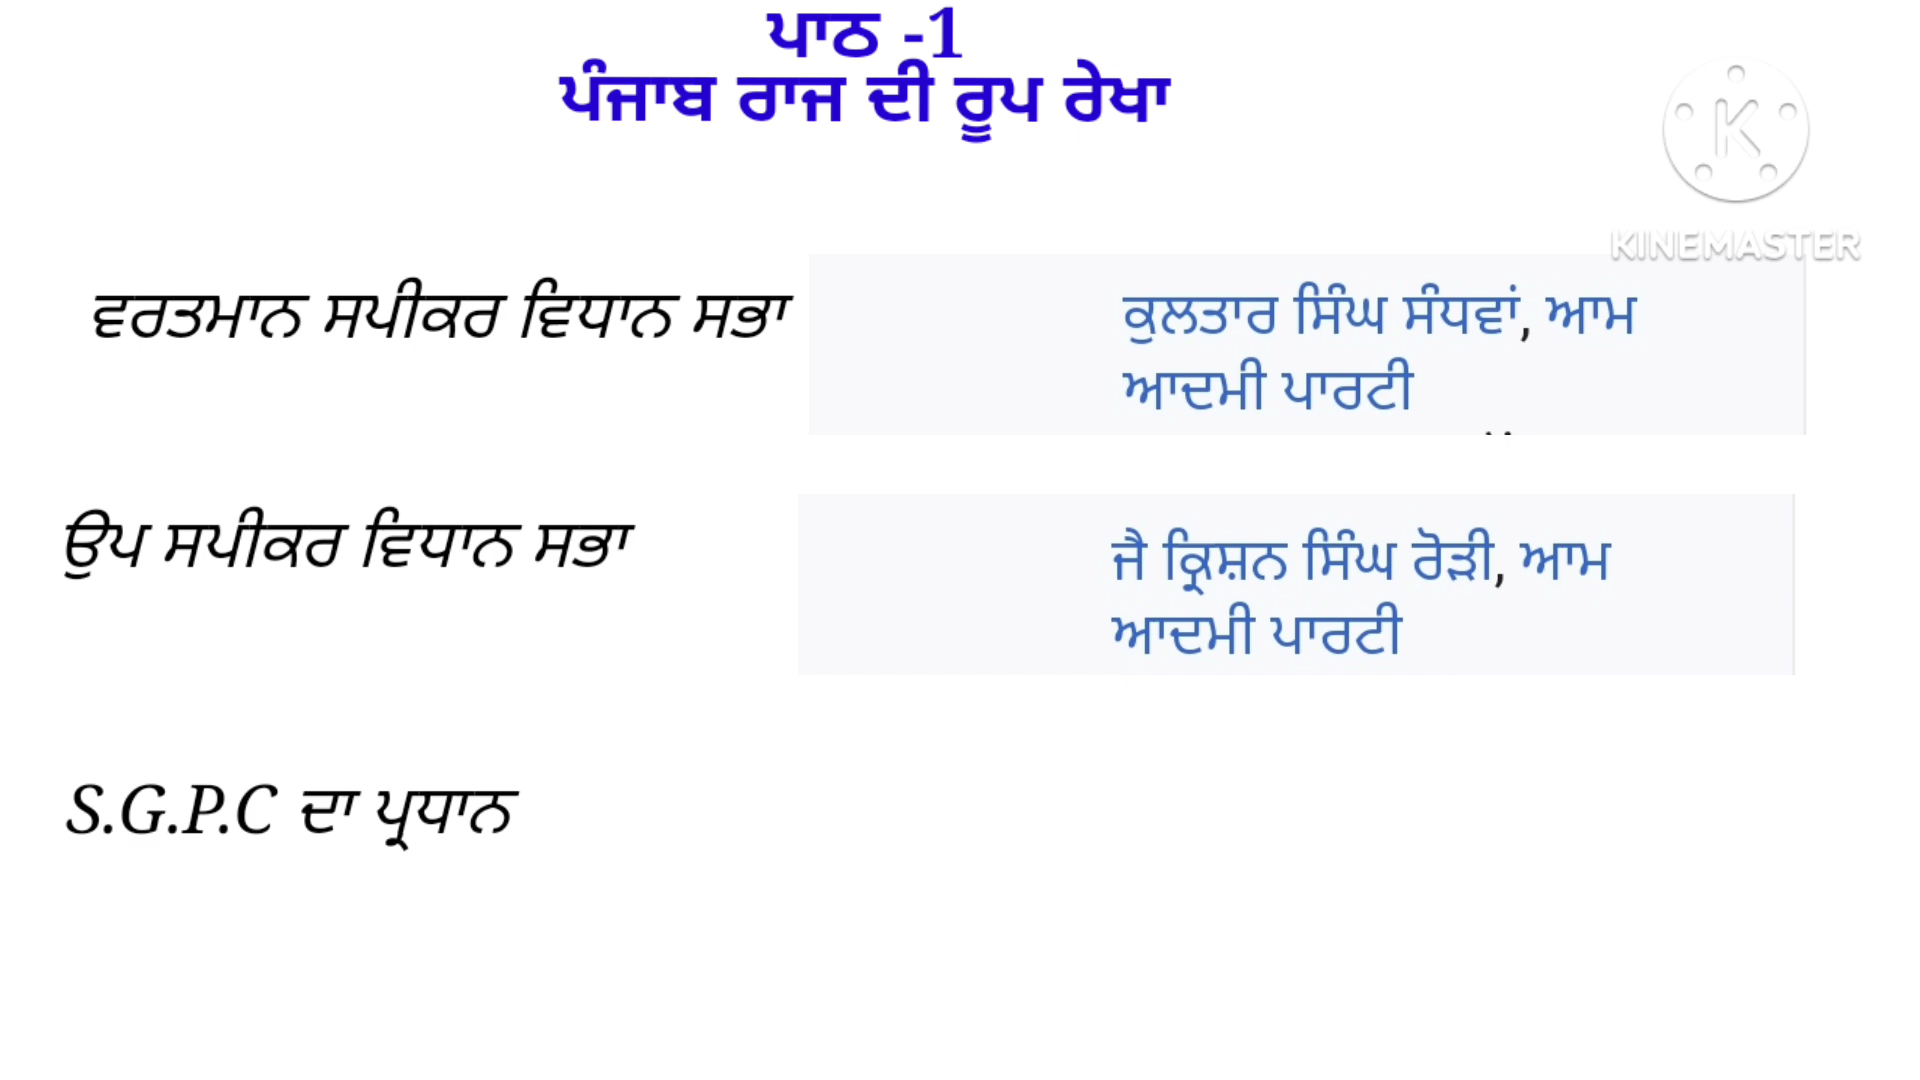 ਪਾਠ -1
ਪੰਜਾਬ ਰਾਜ ਦੀ ਰੂਪ ਰੇਖਾ
KINEMASTER
ਵਰਤਮਾਨ ਸਪੀਕਰ ਵਿਧਾਨ ਸਭਾ
ਕੁਲਤਾਰ ਸਿੰਘ ਸੰਧਵਾਂ, ਆਮ
ਆਦਮੀ ਪਾਰਟੀ
ਉਪ ਸਪੀਕਰ ਵਿਧਾਨ ਸਭਾ
ਜੈ ਕ੍ਰਿਸ਼ਨ ਸਿੰਘ ਰੋੜੀ, ਆਮ
ਆਦਮੀ ਪਾਰਟੀ
S.G.P.C ਦਾ ਪ੍ਰਧਾਨ